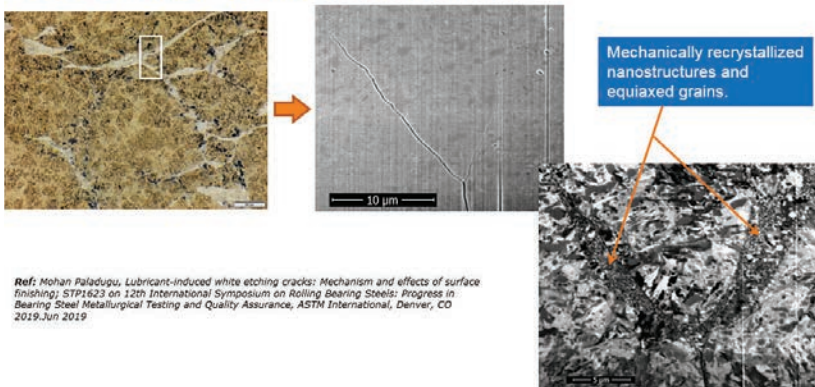 Mechanically recrystallized
nanostructures and
equiaxed grains.
10 µm
Ref: Mohan Paladugu, Lubricant-induced white etching cracks: Mechanism and effects of surface
finishing; STP1623 on 12th International Symposium on Rolling Bearing Steels: Progress in
Bearing Steel Metallurgical Testing and Quality Assurance, ASTM International, Denver, CO
2019.Jun 2019
5 µm